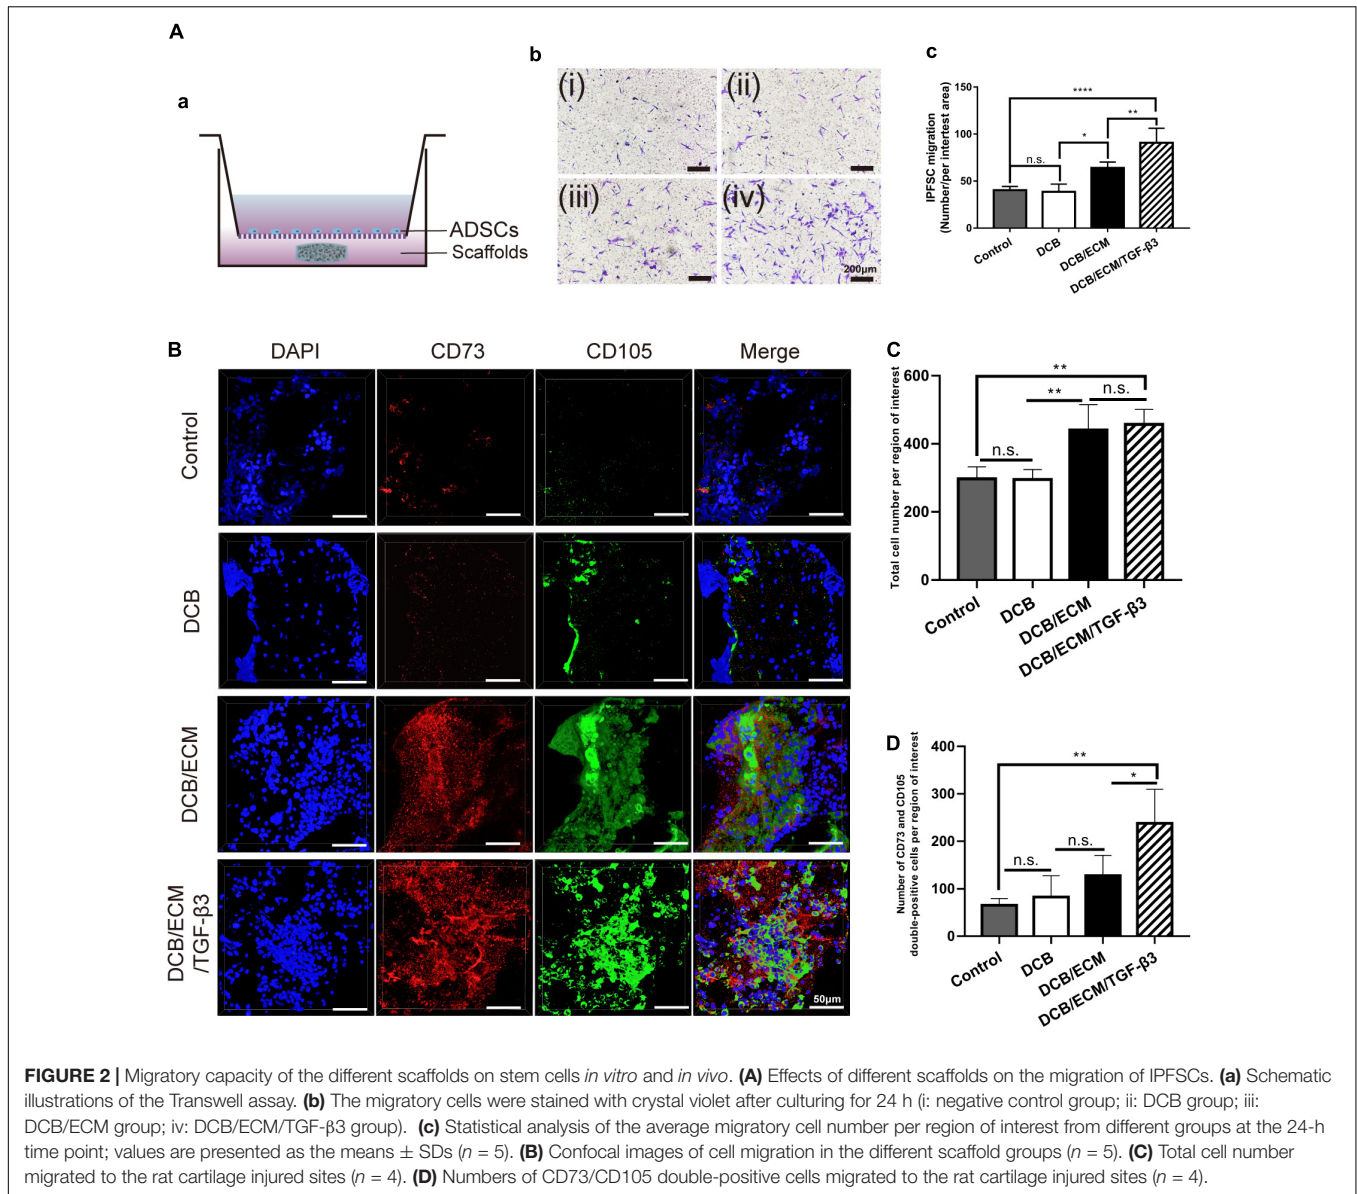 A
a
ADSCs
Scaffolds
b
(i)
(ii)
(iii)
(iv)
200μm
c
IPFSC migration
(Number/per intertest area)
150
100
50
0
n.s.
*
**
****
Control
DCB
DCB/ECM
DCB/ECM/TGF-β3
B
DAPI
CD73
CD105
Merge
Control
DCB
DCB/ECM
DCB/ECM
/TGF-β3
50μm
C
Total cell number per region of interest
600
400
200
0
n.s.
**
**
n.s.
Control
DCB
DCB/ECM
DCB/ECM/TGF-β3
D
Number of CD73 and CD105
double-positive cells per region of interest
400
300
200
100
0
n.s.
n.s.
**
*
Control
DCB
DCB/ECM
DCB/ECM/TGF-β3
FIGURE 2 | Migratory capacity of the different scaffolds on stem cells in vitro and in vivo. (A) Effects of different scaffolds on the migration of IPFSCs. (a) Schematic
illustrations of the Transwell assay. (b) The migratory cells were stained with crystal violet after culturing for 24 h (i: negative control group; ii: DCB group; iii:
DCB/ECM group; iv: DCB/ECM/TGF-β3 group). (c) Statistical analysis of the average migratory cell number per region of interest from different groups at the 24-h
time point; values are presented as the means ± SDs (n = 5). (B) Confocal images of cell migration in the different scaffold groups (n = 5). (C) Total cell number
migrated to the rat cartilage injured sites (n = 4). (D) Numbers of CD73/CD105 double-positive cells migrated to the rat cartilage injured sites (n = 4).